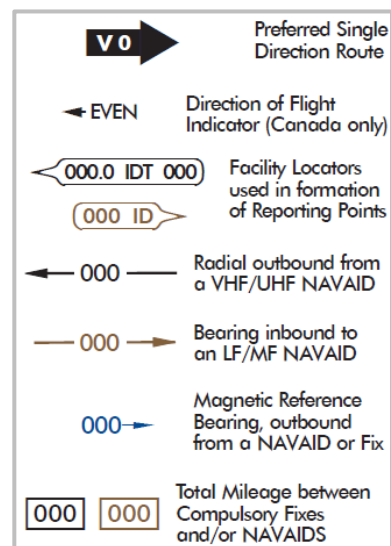 V 0
Preferred Single
Direction Route
EVEN
Direction of Flight
Indicator (Canada only)
000.0 IDT 000
000 ID
Facility Locators
used in formation
of Reporting Points
000
Radial outbound from
a VHF/UHF NAVAID
000
Bearing inbound to
an LF/MF NAVAID
000
Magnetic Reference
Bearing, outbound
from a NAVAID or Fix
000 000
Total Mileage between
Compulsory Fixes
and/or NAVAIDS